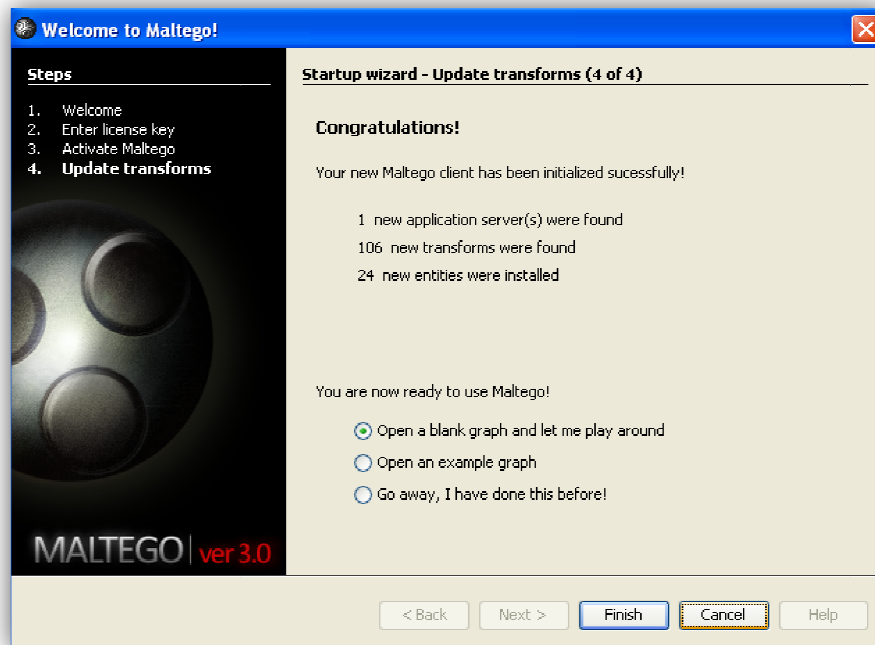 Welcome to Maltego!
Steps
1. Welcome
2. Enter license key
3. Activate Maltego
4. Update transforms
MALTEGO ver 3.0
Startup wizard - Update transforms (4 of 4)
Congratulations!
Your new Maltego client has been initialized sucessfully!
1 new application server(s) were found
106 new transforms were found
24 new entities were installed
You are now ready to use Maltego!
Open a blank graph and let me play around
Open an example graph
Go away, I have done this before!
< Back Next > Finish Cancel Help